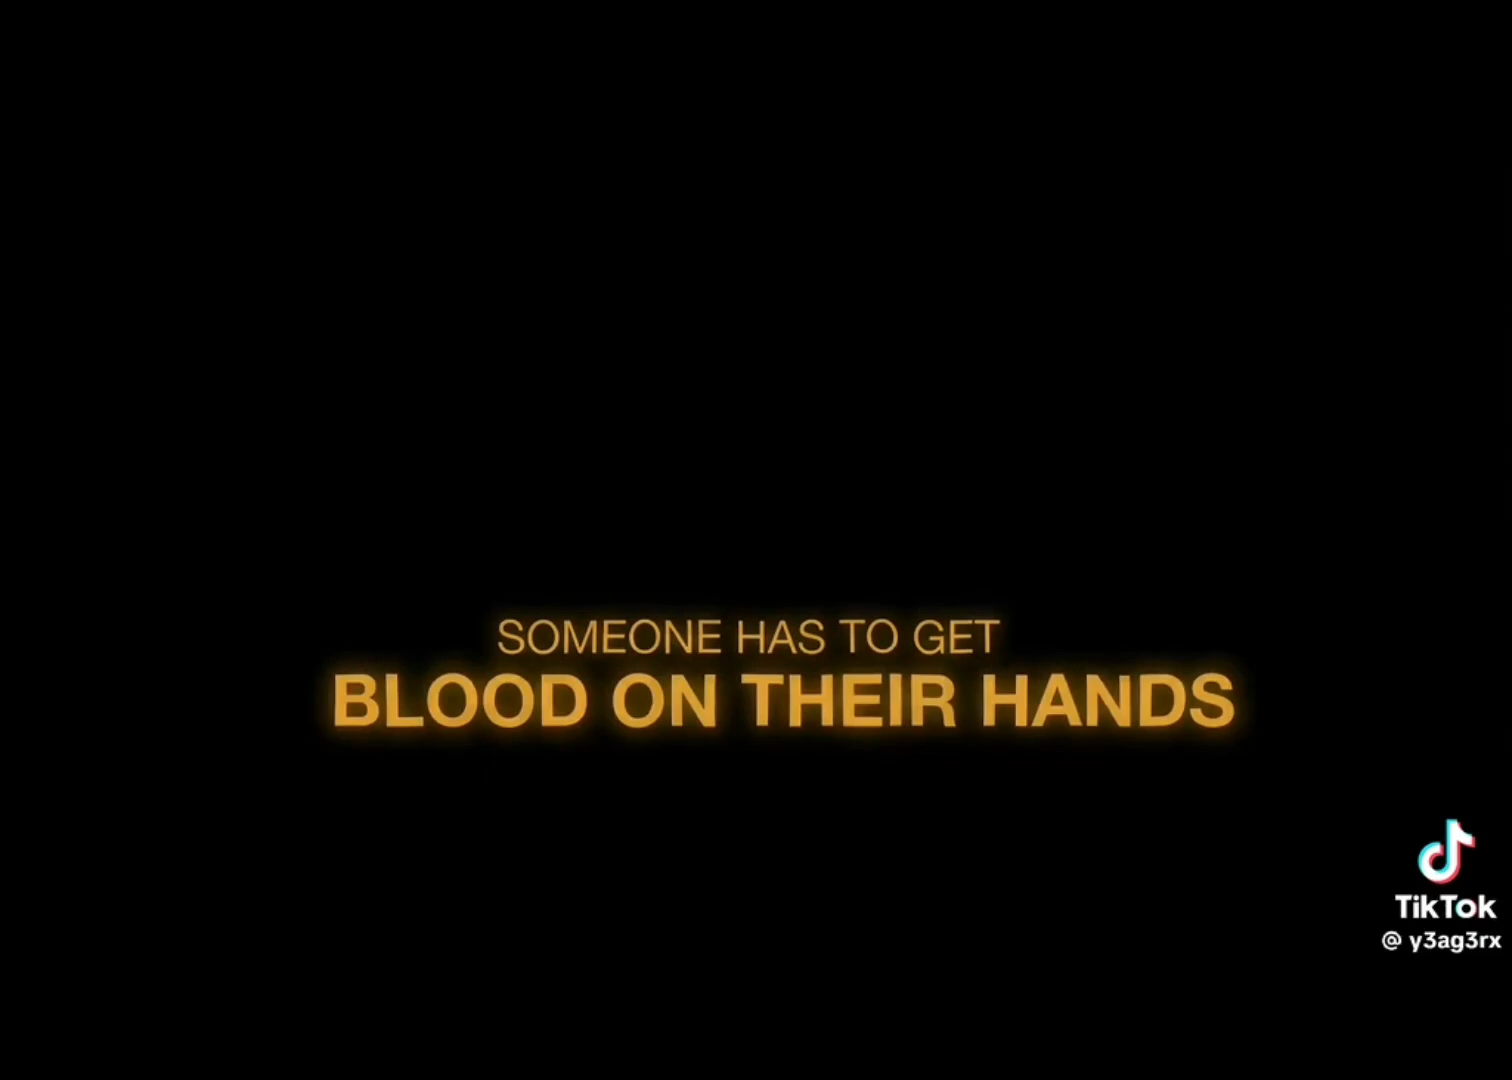 SOMEONE HAS TO GET
BLOOD ON THEIR HANDS
TikTok
@ y3ag3rx